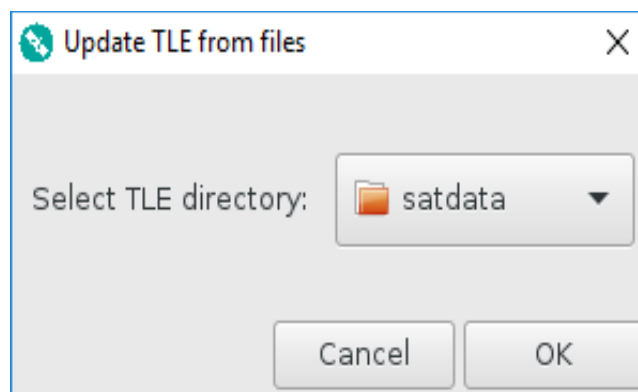 Update TLE from files
Select TLE directory: satdata
Cancel OK